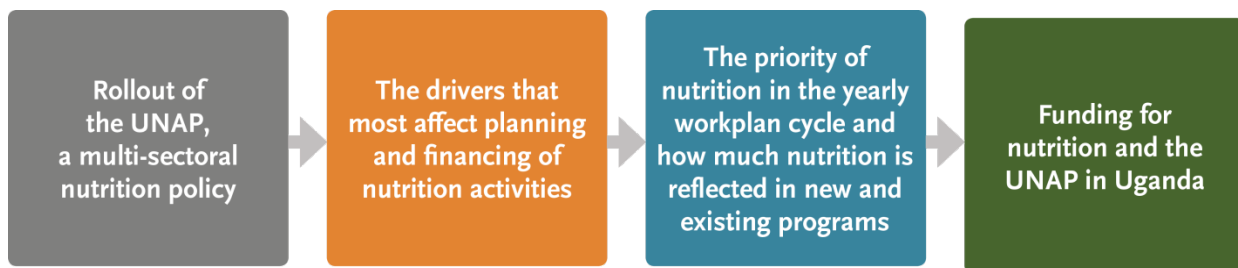 Rollout of
the UNAP,
a multi-sectoral
nutrition policy
The drivers that
most affect planning
and financing of
nutrition activities
The priority of
nutrition in the yearly
workplan cycle and
how much nutrition is
reflected in new and
existing programs
Funding for
nutrition and the
UNAP in Uganda